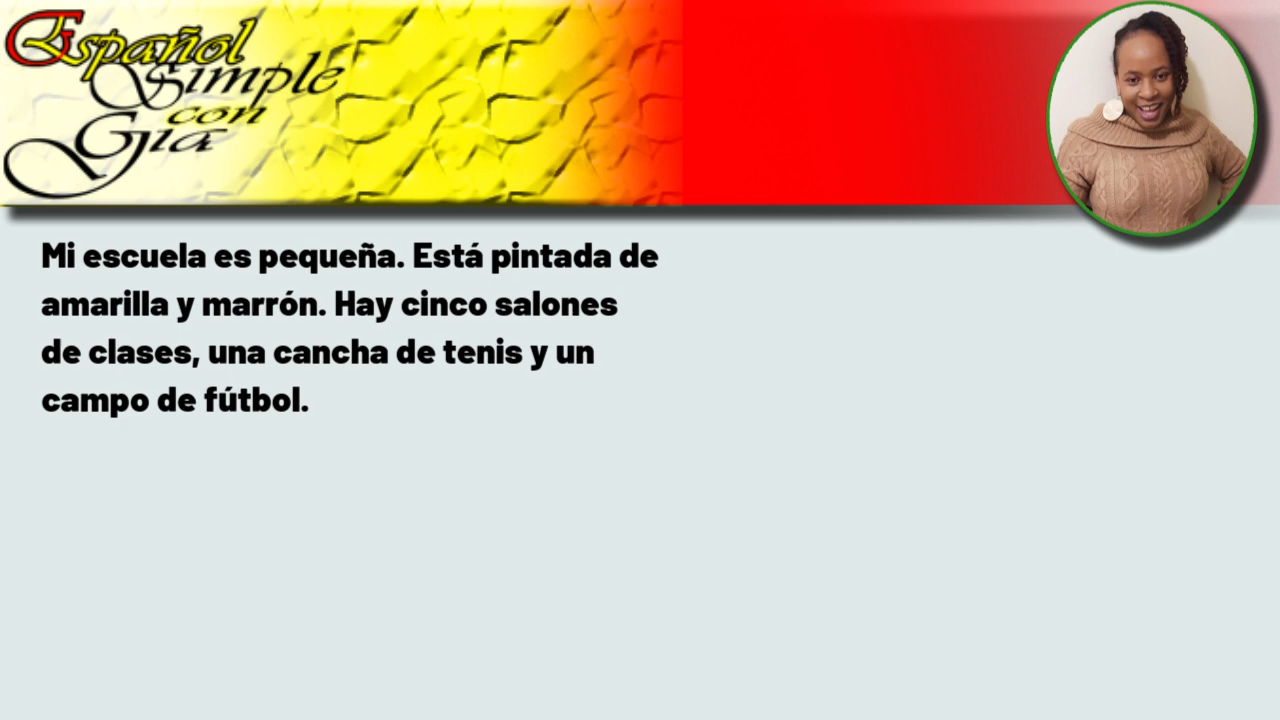 Español
Simple
con
Gia
Mi escuela es pequeña. Está pintada de
amarilla y marrón. Hay cinco salones
de clases, una cancha de tenis y un
campo de fútbol.